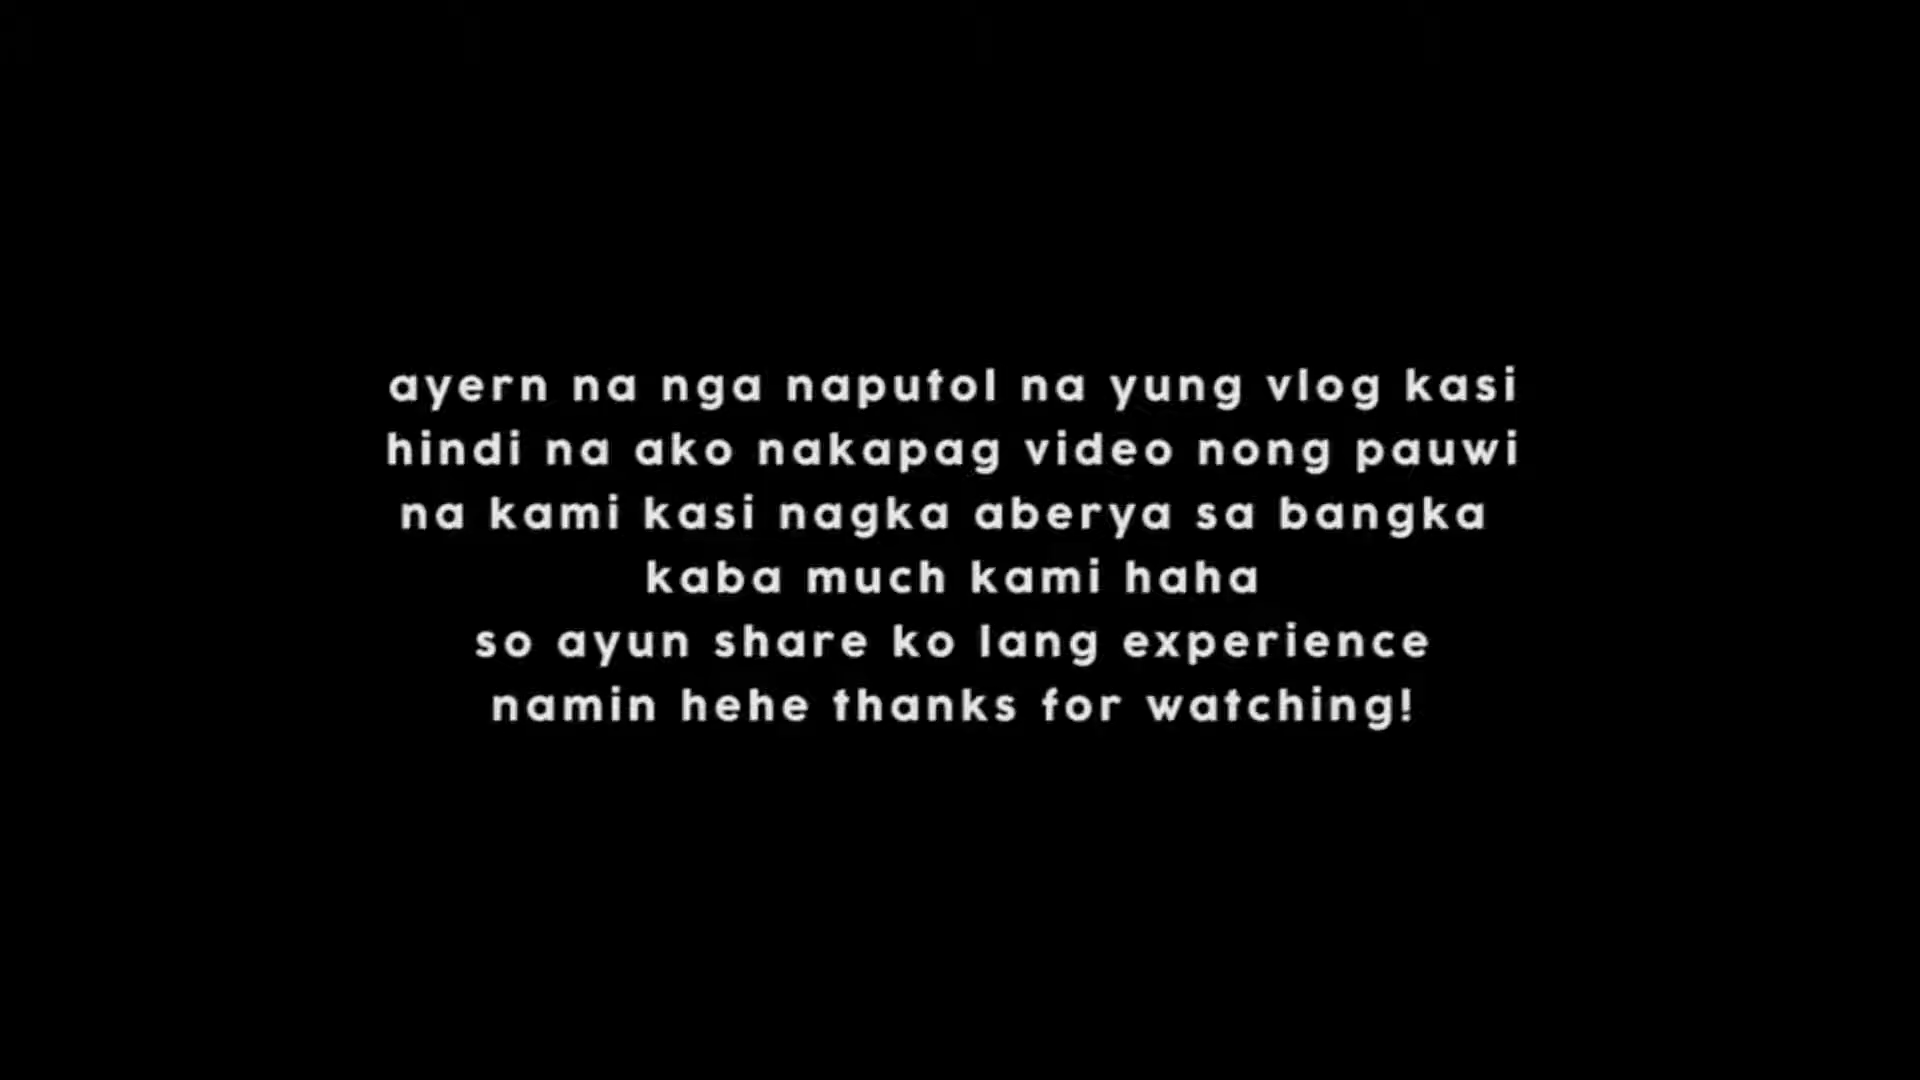 ayern na nga naputol na yung vlog kasi
hindi na ako nakapag video nong pauwi
na kami kasi nagka aberya sa bangka
kaba much kami haha
so ayun share ko lang experience
namin hehe thanks for watching!